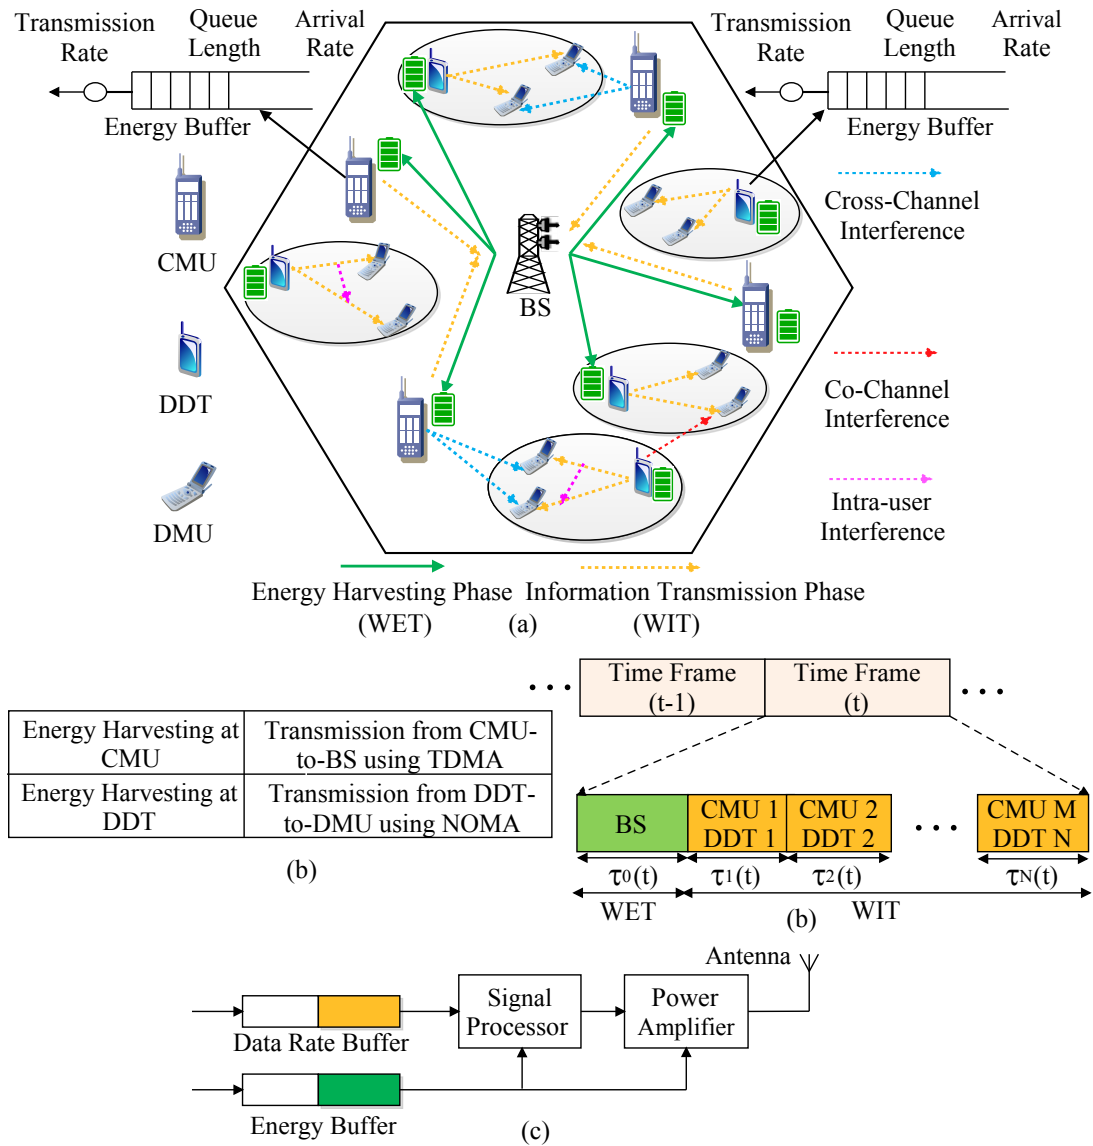 Transmission
Rate
Queue
Length
Arrival
Rate
Energy Buffer
Transmission
Rate
Queue
Length
Arrival
Rate
Energy Buffer
CMU
DDT
DMU
BS
Cross-Channel
Interference
Co-Channel
Interference
Intra-user
Interference
Energy Harvesting Phase
(WET)
Information Transmission Phase
(WIT)
(a)
Energy Harvesting at
CMU
Transmission from CMU-
to-BS using TDMA
Energy Harvesting at
DDT
Transmission from DDT-
to-DMU using NOMA
(b)
Time Frame
(t-1)
Time Frame
(t)
BS
CMU 1
DDT 1
CMU 2
DDT 2
CMU M
DDT N
τ0(t)
τ1(t)
τ2(t)
τN(t)
WET
WIT
(b)
Antenna
Signal
Processor
Power
Amplifier
Data Rate Buffer
Energy Buffer
(c)